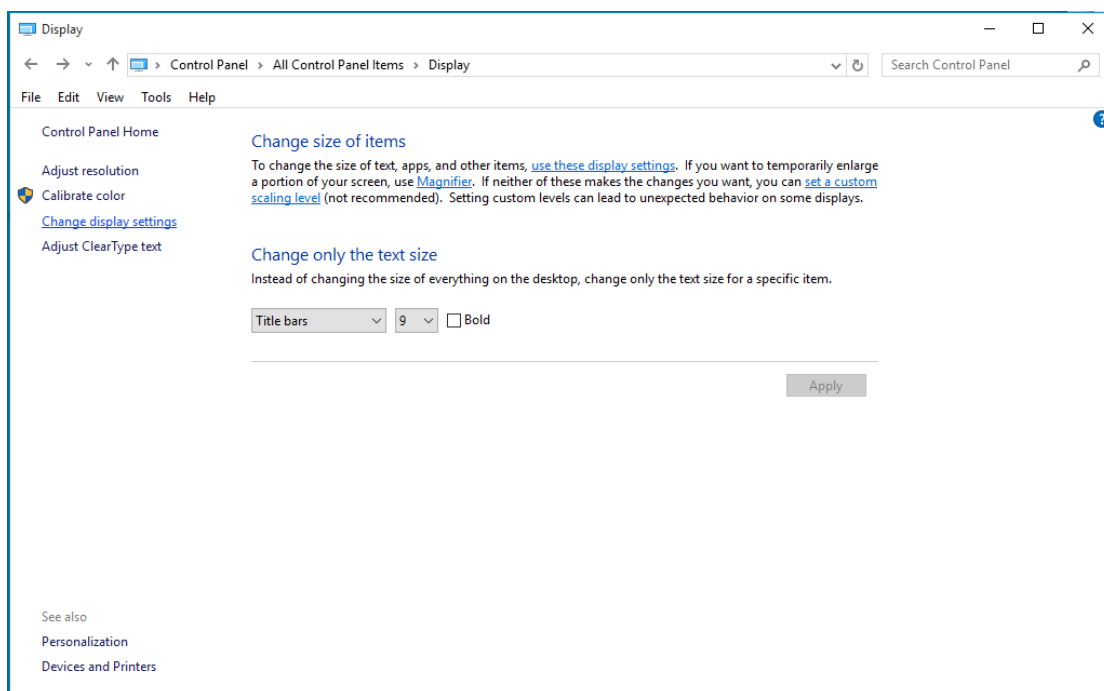 Display
Control Panel > All Control Panel Items > Display
Search Control Panel
File Edit View Tools Help
Control Panel Home
Adjust resolution
Calibrate color
Change display settings
Adjust ClearType text
Change size of items
To change the size of text, apps, and other items, use these display settings. If you want to temporarily enlarge
a portion of your screen, use Magnifier. If neither of these makes the changes you want, you can set a custom
scaling level (not recommended). Setting custom levels can lead to unexpected behavior on some displays.
Change only the text size
Instead of changing the size of everything on the desktop, change only the text size for a specific item.
Title bars 9 Bold
Apply
See also
Personalization
Devices and Printers